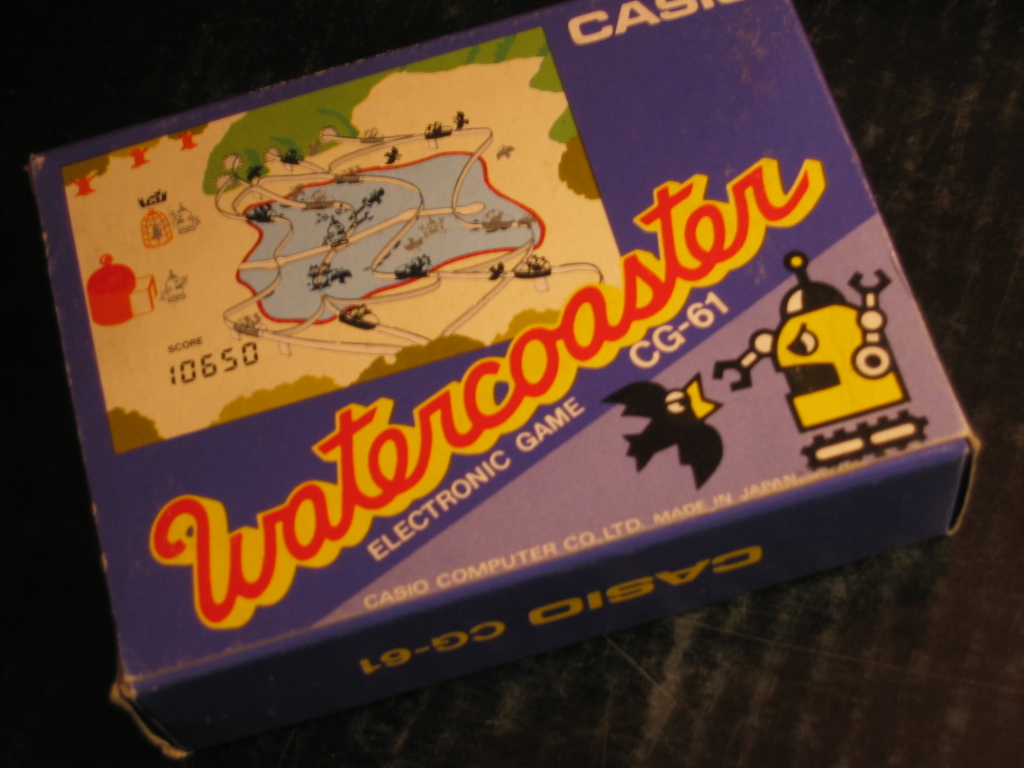 CASIO
SCORE
10650
Watercoaster
CG-61
ELECTRONIC GAME
CASIO COMPUTER CO.,LTD. MADE IN JAPAN
CASIO CG-61